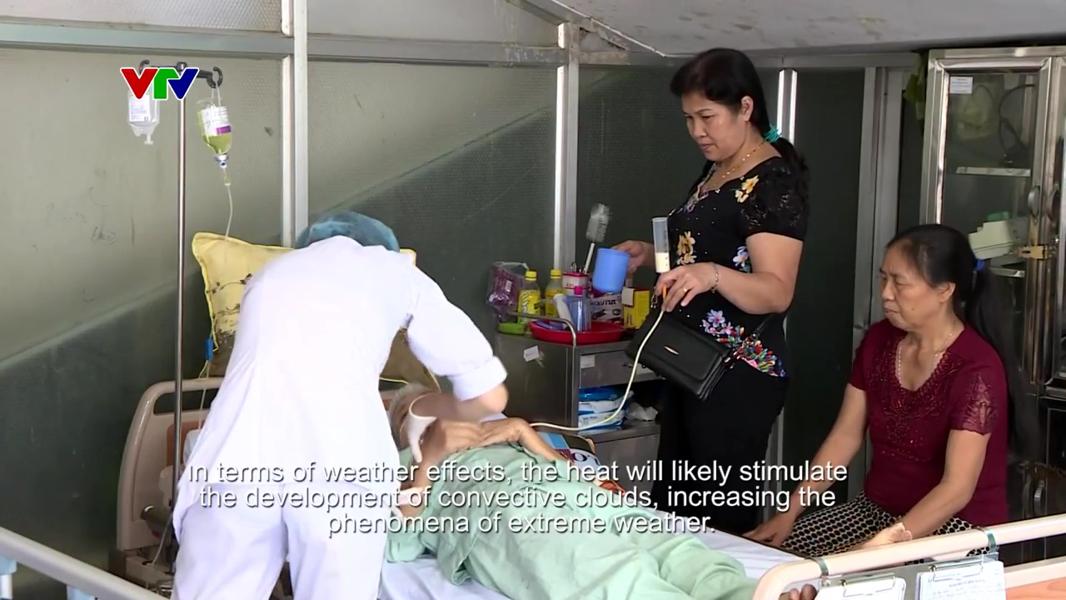 VTV
in terms of weather effects, the heat will likely stimulate
the development of convective clouds, increasing the
phenomena of extreme weather.